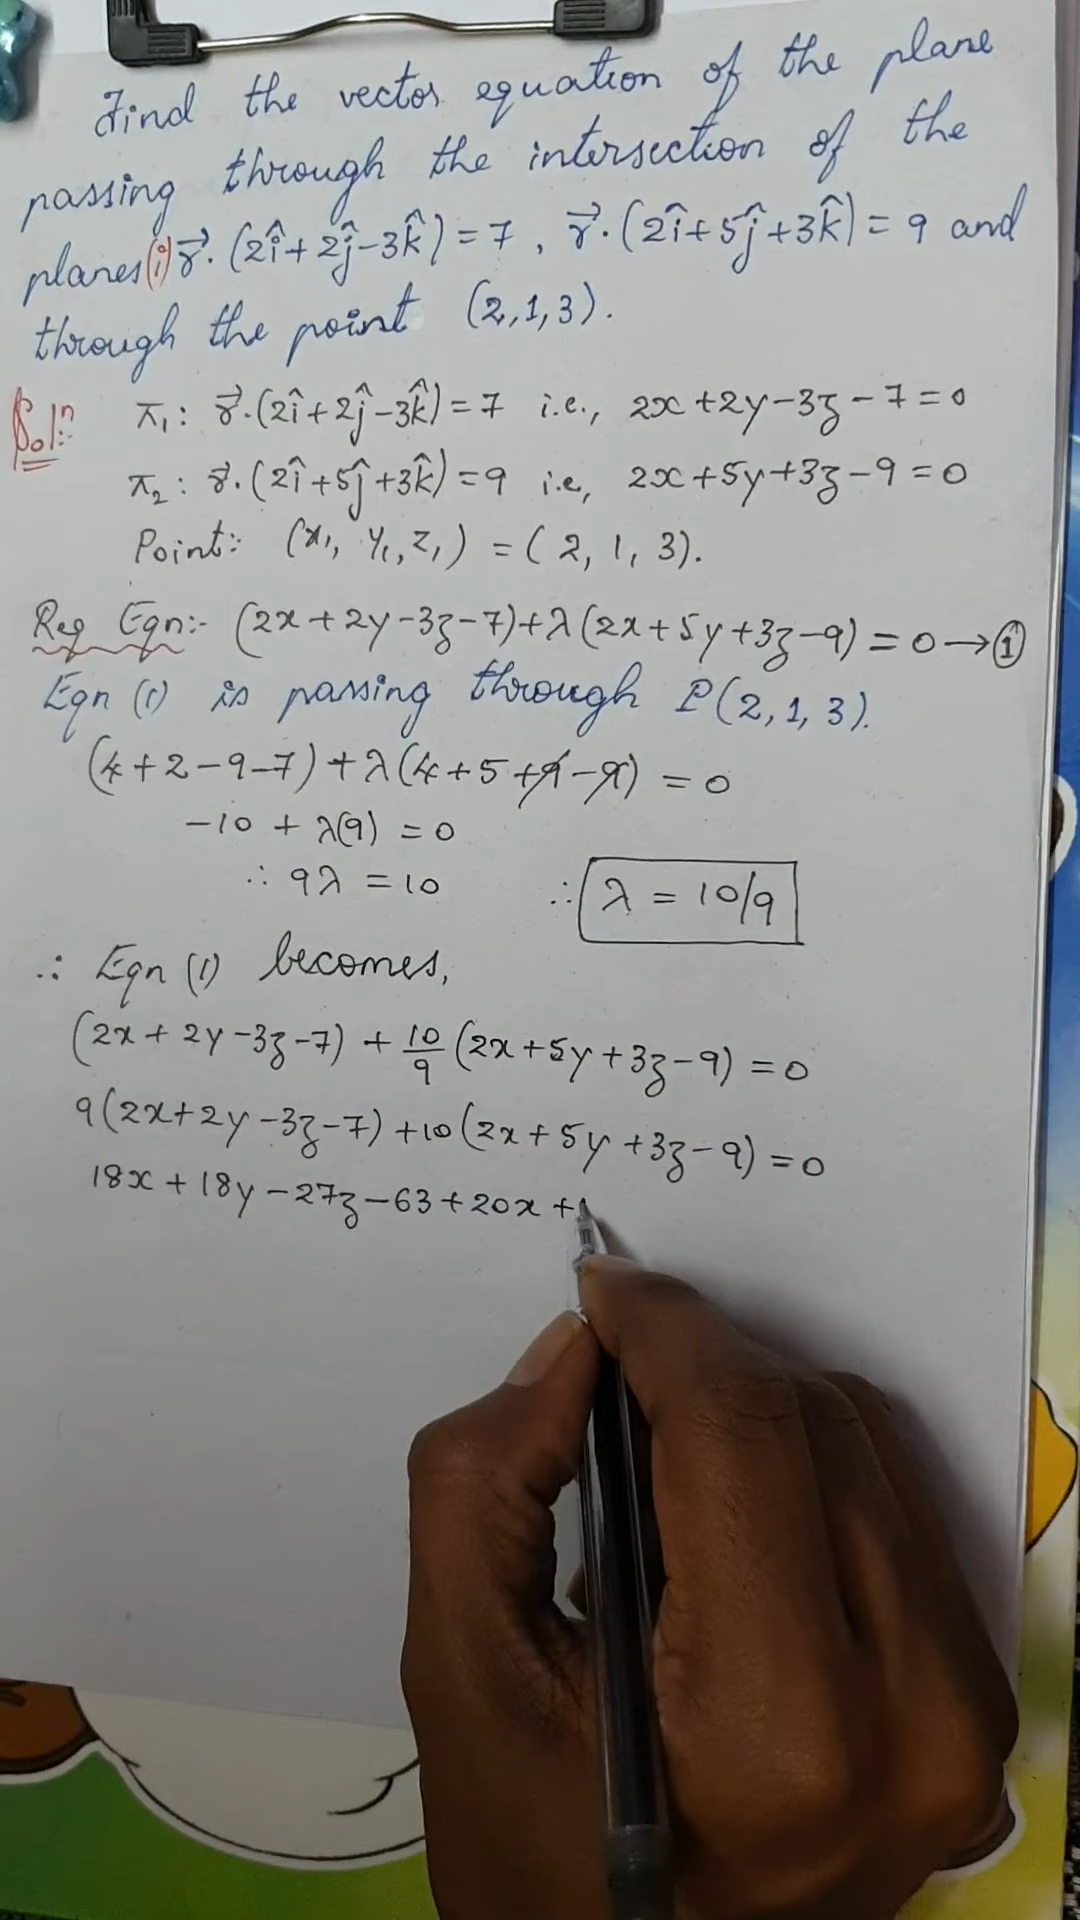 Find the vector equation of the plane
passing through the intersection of the
planes (i) r⃗.(2î+2ĵ-3k̂)=7, r⃗.(2î+5ĵ+3k̂)=9 and
through the point (2,1,3).
Sol:n π₁: r⃗.(2î+2ĵ-3k̂)=7 i.e., 2x+2y-3z-7=0
π₂: r⃗.(2î+5ĵ+3k̂)=9 i.e, 2x+5y+3z-9=0
Point: (x₁, y₁, z₁) = (2, 1, 3).
Req Eqn:- (2x+2y-3z-7)+λ(2x+5y+3z-9)=0→①
Eqn (1) is passing through P(2,1,3).
(4+2-9-7)+λ(4+5+9-9)=0
-10+λ(9)=0
∴ 9λ=10 ∴ λ=10/9
∴ Eqn (1) becomes,
(2x+2y-3z-7)+10/9(2x+5y+3z-9)=0
9(2x+2y-3z-7)+10(2x+5y+3z-9)=0
18x+18y-27z-63+20x+